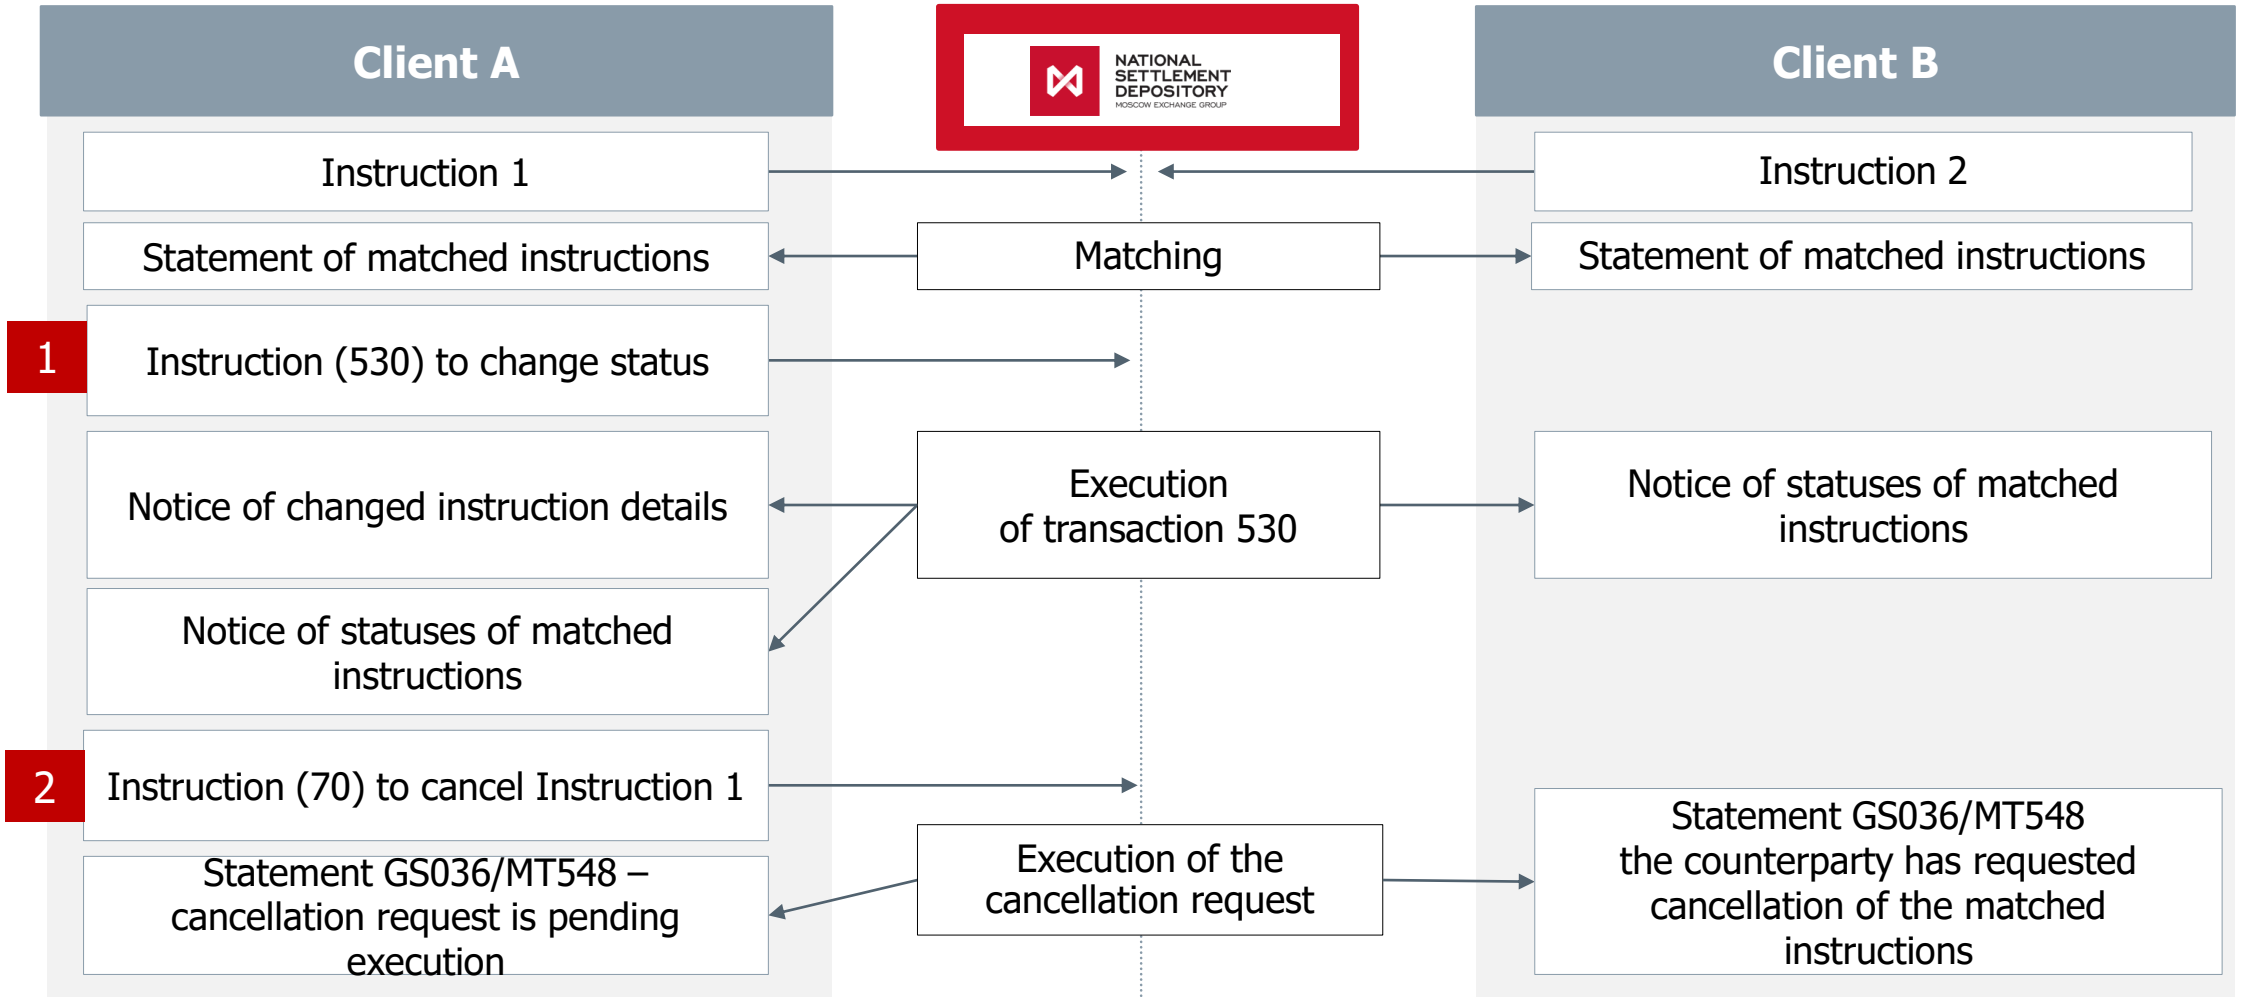 Client A
NATIONAL
SETTLEMENT
DEPOSITORY
MOSCOW EXCHANGE GROUP
Client B
Instruction 1
Instruction 2
Statement of matched instructions
Matching
Statement of matched instructions
1
Instruction (530) to change status
Notice of changed instruction details
Execution
of transaction 530
Notice of statuses of matched
instructions
Notice of statuses of matched
instructions
2
Instruction (70) to cancel Instruction 1
Statement GS036/MT548 –
cancellation request is pending
execution
Execution of the
cancellation request
Statement GS036/MT548
the counterparty has requested
cancellation of the matched
instructions